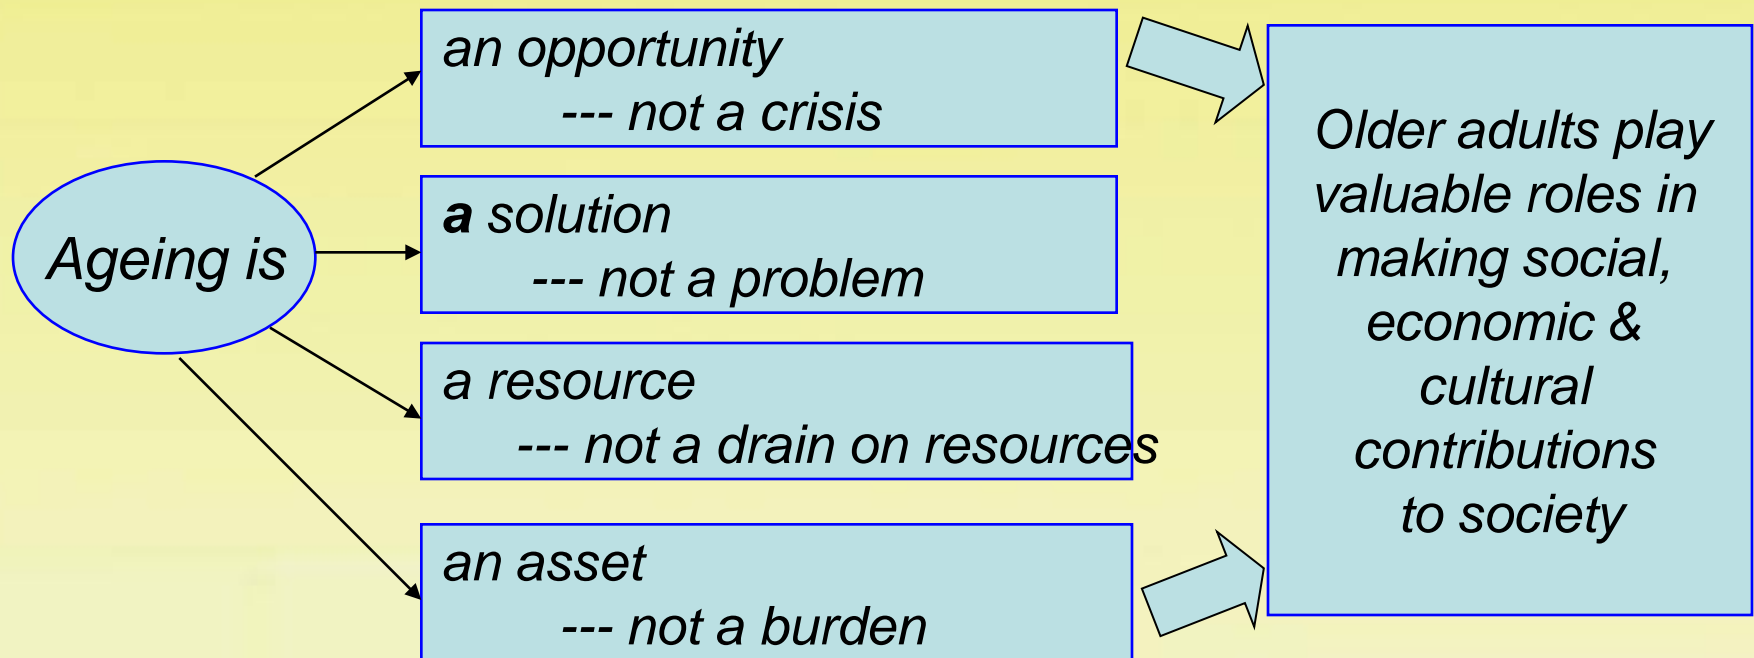 Ageing is
an opportunity
--- not a crisis
a solution
--- not a problem
a resource
--- not a drain on resources
an asset
--- not a burden
Older adults play
valuable roles in
making social,
economic &
cultural
contributions
to society